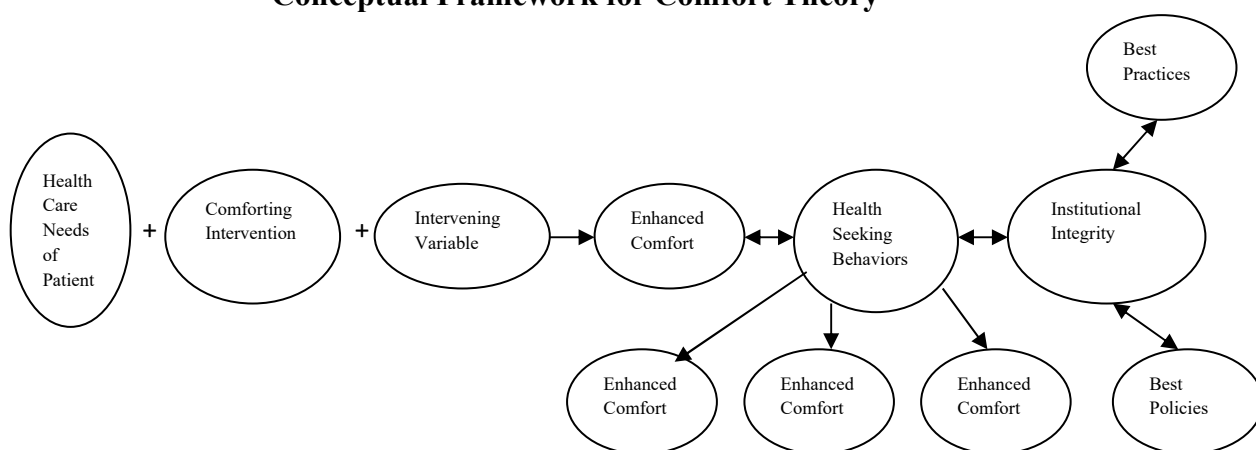 Conceptual Framework for Comfort Theory
Best
Practices
Health
Care
Needs
of
Patient
+
Comforting
Intervention
+
Intervening
Variable
Enhanced
Comfort
Health
Seeking
Behaviors
Institutional
Integrity
Enhanced
Comfort
Enhanced
Comfort
Enhanced
Comfort
Best
Policies